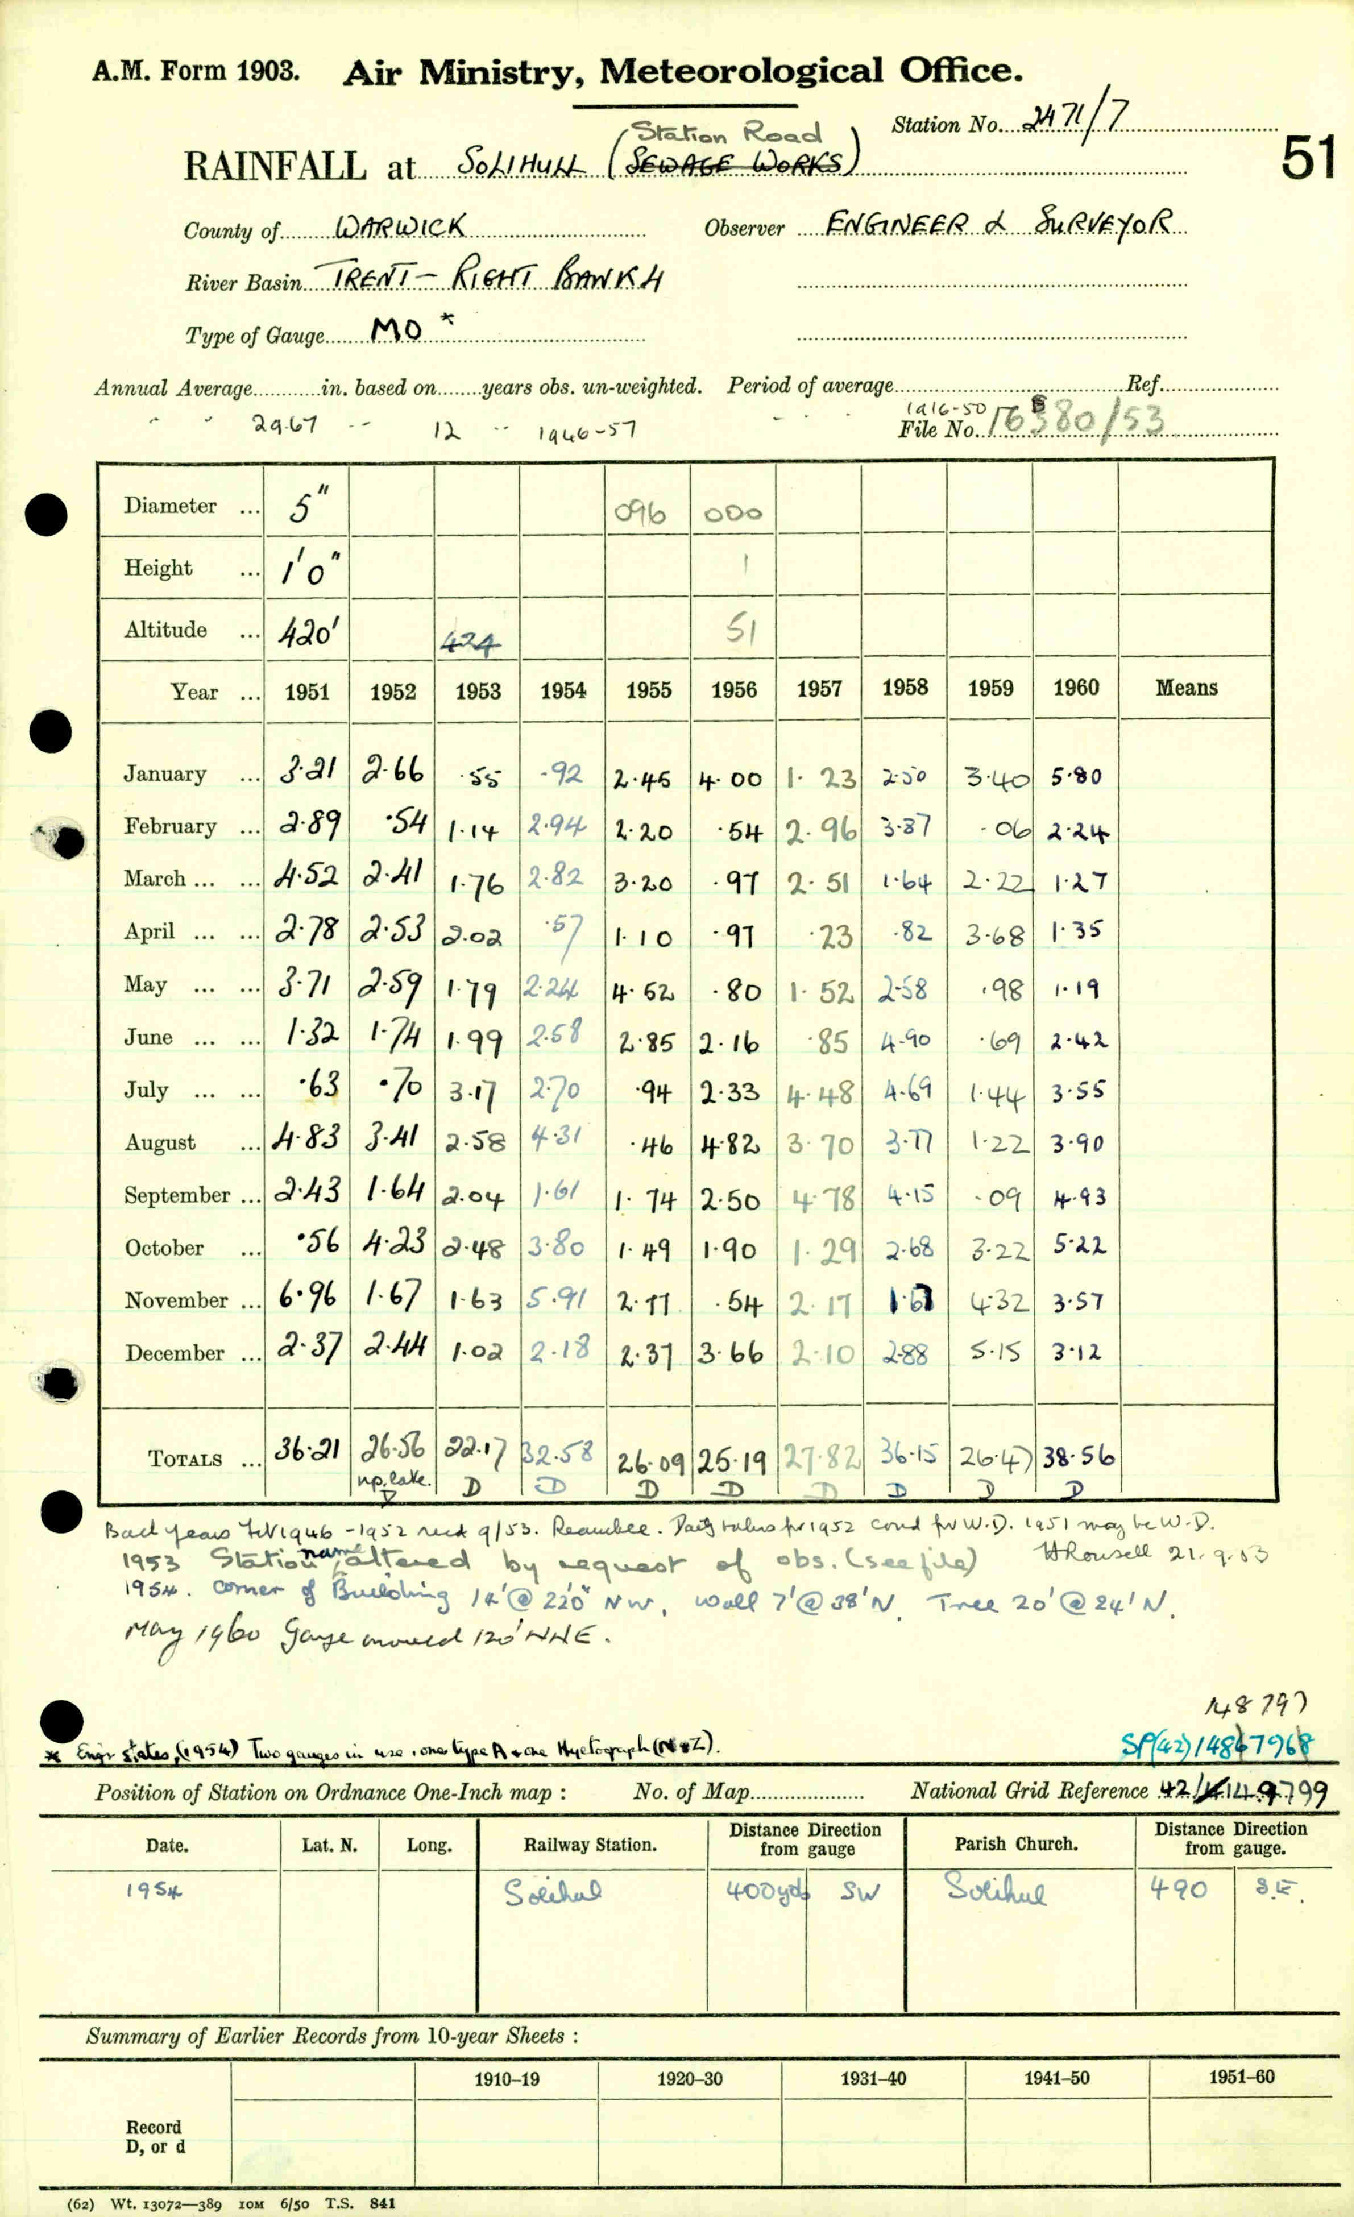 A.M. Form 1903. Air Ministry, Meteorological Office.
Station No. 2471/7
51
Station Road
RAINFALL at SOLIHULL (SEWAGE WORKS)
County of WARWICK Observer ENGINEER & SURVEYOR
River Basin TRENT - RIGHT BANK 4
Type of Gauge MO *
Annual Average in. based on years obs. un-weighted. Period of average Ref.
" " 29.67 " " 12 " 1946-57 " " 1916-50
File No. 16380/53
Diameter ... 5" 096 000
Height ... 1'0" 1
Altitude ... 420' 424 51
Year ... 1951 1952 1953 1954 1955 1956 1957 1958 1959 1960 Means
January ... 3.21 2.66 .55 .92 2.45 4.00 1.23 2.50 3.40 5.80
February ... 2.89 .54 1.14 2.94 2.20 .54 2.96 3.87 .06 2.24
March ... ... 4.52 2.41 1.76 2.82 3.20 .97 2.51 1.64 2.22 1.27
April ... ... 2.78 2.53 2.02 .57 1.10 .97 .23 .82 3.68 1.35
May ... ... 3.71 2.59 1.79 2.24 4.52 .80 1.52 2.58 .98 1.19
June ... ... 1.32 1.74 1.99 2.58 2.85 2.16 .85 4.90 .69 2.42
July ... ... .63 .70 3.17 2.70 .94 2.33 4.48 4.69 1.44 3.55
August ... 4.83 3.41 2.58 4.31 .46 4.82 3.70 3.77 1.22 3.90
September ... 2.43 1.64 2.04 1.61 1.74 2.50 4.78 4.15 .09 4.93
October ... .56 4.23 2.48 3.80 1.49 1.90 1.29 2.68 3.22 5.22
November ... 6.96 1.67 1.63 5.91 2.77 .54 2.17 1.67 4.32 3.57
December ... 2.37 2.44 1.02 2.18 2.37 3.66 2.10 2.88 5.15 3.12
TOTALS ... 36.21 26.56 22.17 32.58 26.09 25.19 27.82 36.15 26.47 38.56
late. D D D D D D D D D
Back years 1946-1952 recd 9/53. Daily values for 1952 could for W.D. 1951 may be W.D.
1953 Station name altered by request of obs. (see file) 21.9.53
1954. corner of Building 14'@ 22'0" NW, wall 7'@38'N. Tree 20'@24'N.
May 1960 Gauge moved 120' NNE.
148797
* Engr states, (1954) Two gauges in use, one type A & one Hyetograph (N & Z).
SP(42)14867968
Position of Station on Ordnance One-Inch map : No. of Map National Grid Reference 42/149799
Date. Lat. N. Long. Railway Station. Distance Direction from gauge Parish Church. Distance Direction from gauge.
1954 Solihull 400yds SW Solihull 490 S.E.
Summary of Earlier Records from 10-year Sheets :
1910–19 1920–30 1931–40 1941–50 1951–60
Record
D, or d
(62) Wt. 13072—389 10M 6/50 T.S. 841